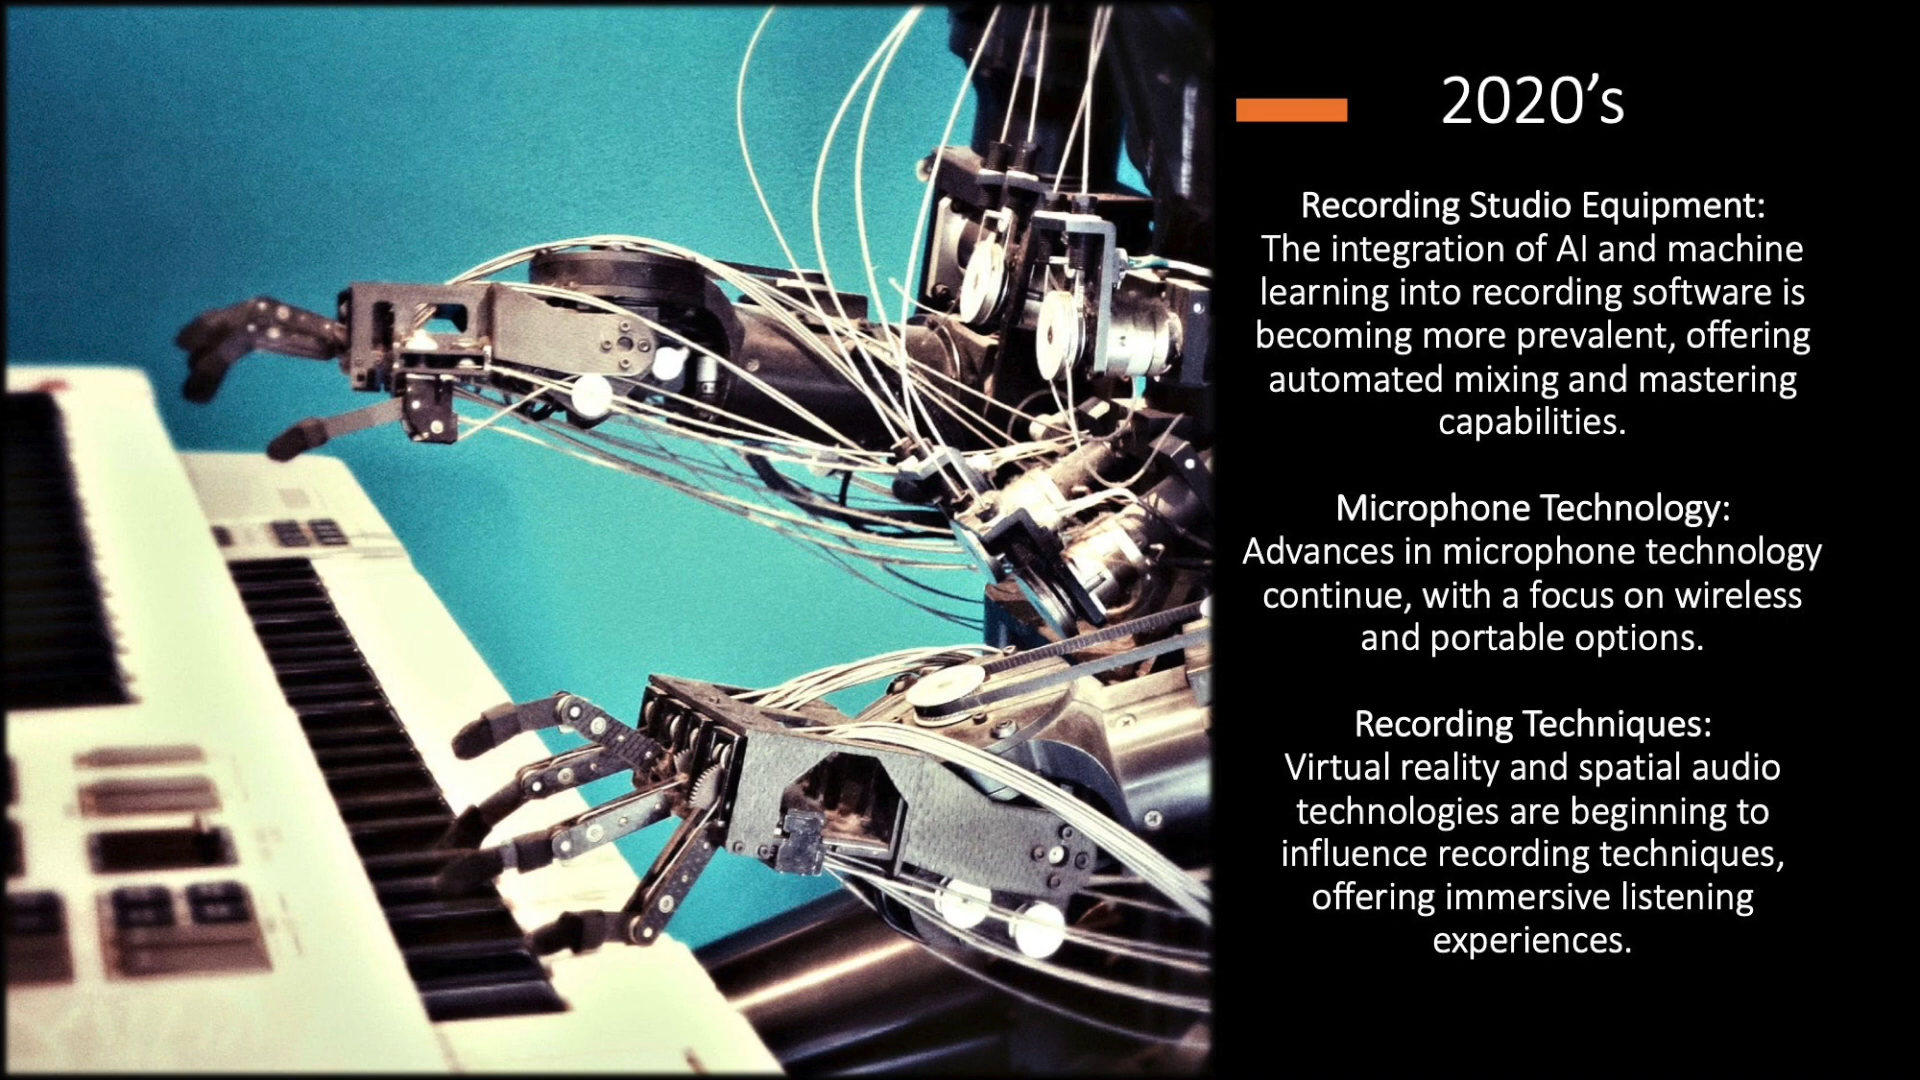 2020’s
Recording Studio Equipment:
The integration of AI and machine
learning into recording software is
becoming more prevalent, offering
automated mixing and mastering
capabilities.
Microphone Technology:
Advances in microphone technology
continue, with a focus on wireless
and portable options.
Recording Techniques:
Virtual reality and spatial audio
technologies are beginning to
influence recording techniques,
offering immersive listening
experiences.